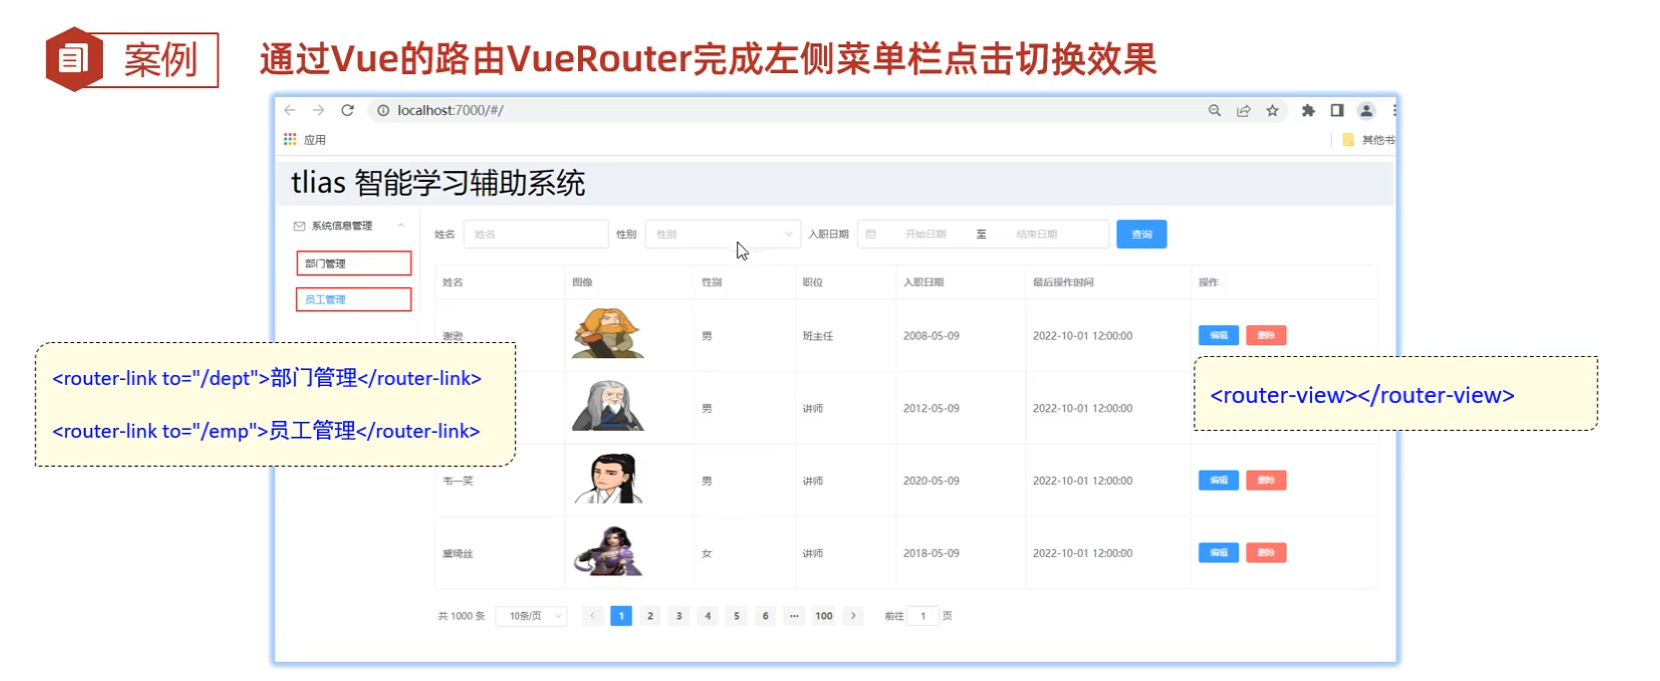 案例
通过Vue的路由VueRouter完成左侧菜单栏点击切换效果
localhost:7000/#/
应用
其他书
tlias 智能学习辅助系统
系统信息管理
部门管理
员工管理
姓名 姓名 性别 性别 入职日期 开始日期 至 结束日期 查询
姓名 图像 性别 职位 入职日期 最后操作时间 操作
谢逊 男 班主任 2008-05-09 2022-10-01 12:00:00 编辑 删除
男 讲师 2012-05-09 2022-10-01 12:00:00
韦一笑 男 讲师 2020-05-09 2022-10-01 12:00:00 编辑 删除
黛绮丝 女 讲师 2018-05-09 2022-10-01 12:00:00 编辑 删除
共 1000 条 10条/页 < 1 2 3 4 5 6 ··· 100 > 前往 1 页
<router-link to="/dept">部门管理</router-link>
<router-link to="/emp">员工管理</router-link>
<router-view></router-view>